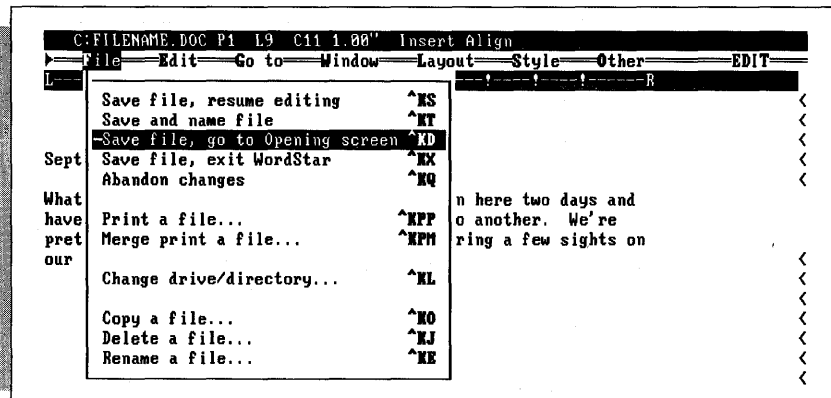 C:FILENAME.DOC P1 L9 C11 1.00" Insert Align
File Edit Go to Window Layout Style Other EDIT
L---- ---!----!----!------R
Save file, resume editing ^KS <
Save and name file ^KT <
Save file, go to Opening screen ^KD <
Sept Save file, exit WordStar ^KX <
Abandon changes ^KQ <
What n here two days and
have Print a file... ^KPP o another. We're
pret Merge print a file... ^KPM ring a few sights on
our <
Change drive/directory... ^KL <
<
Copy a file... ^KO <
Delete a file... ^KJ <
Rename a file... ^KE <
<